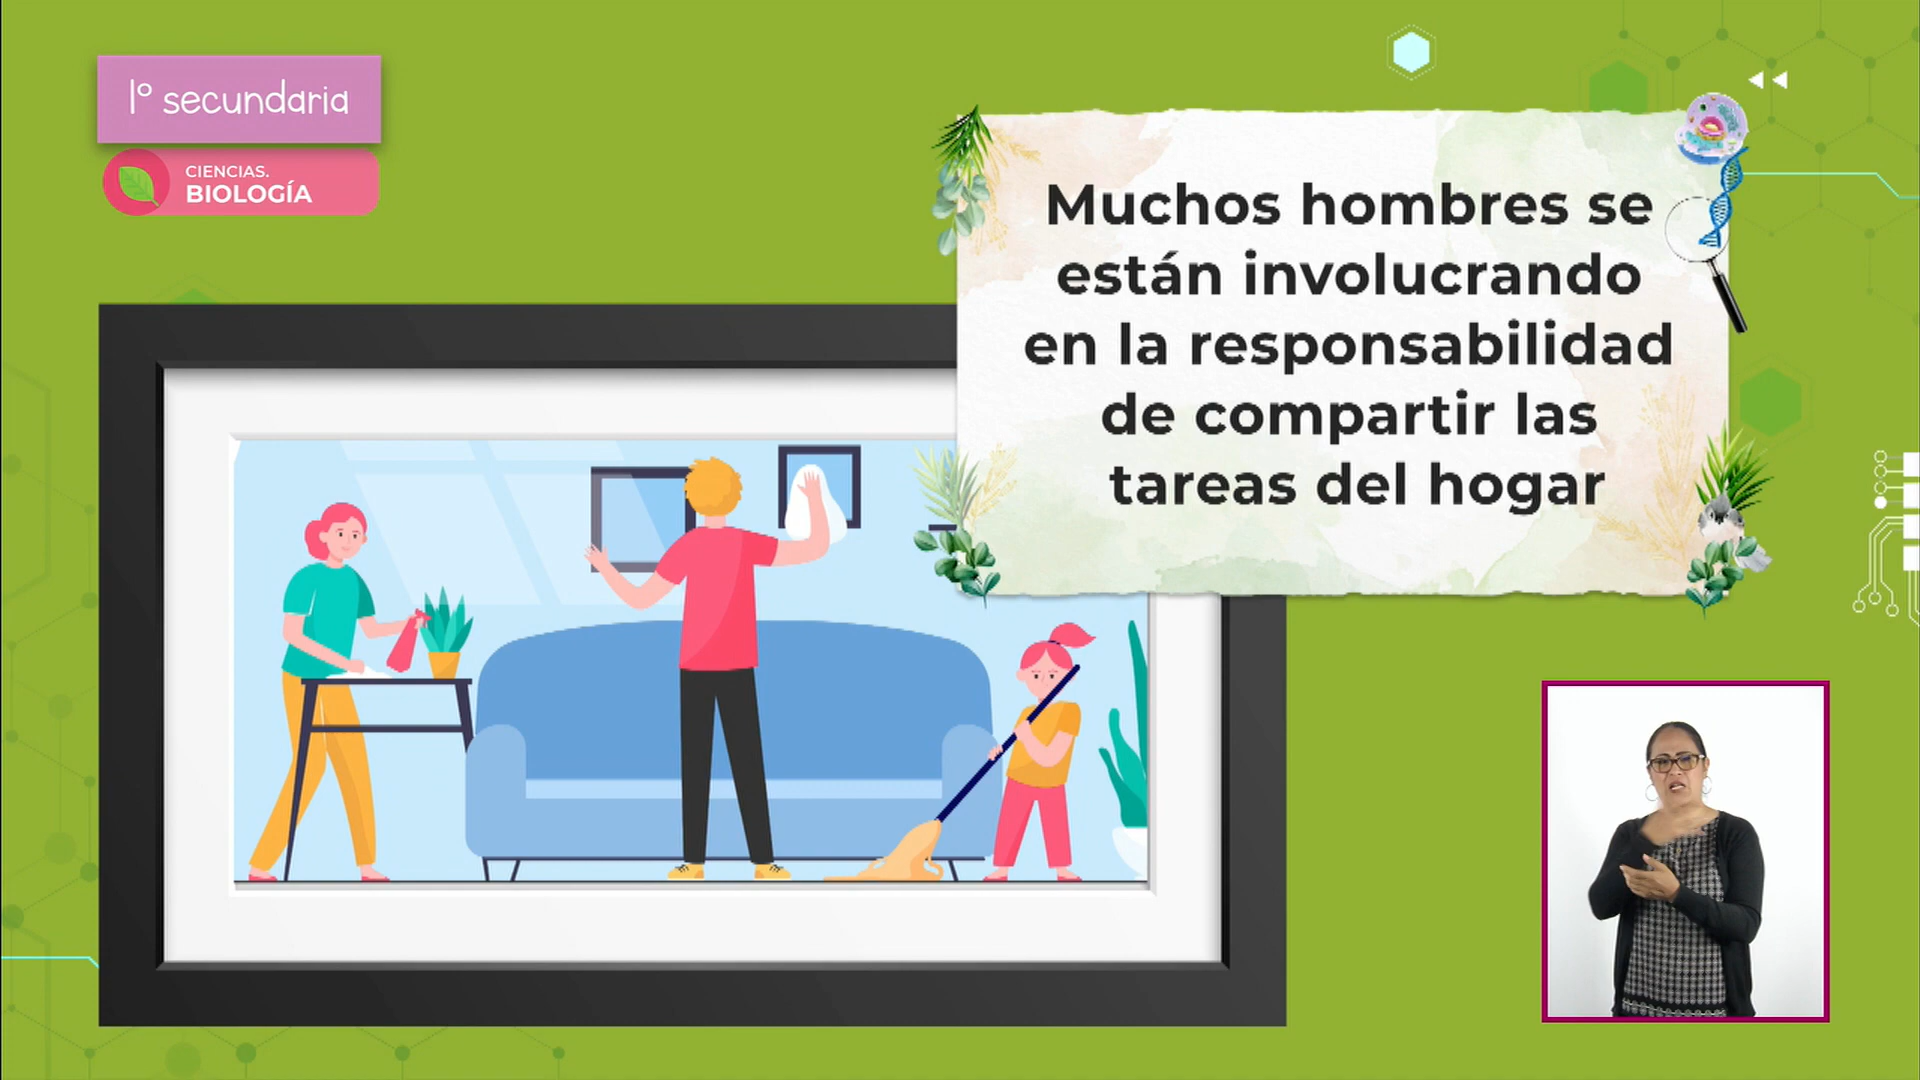 1° secundaria
CIENCIAS.
BIOLOGÍA
Muchos hombres se
están involucrando
en la responsabilidad
de compartir las
tareas del hogar